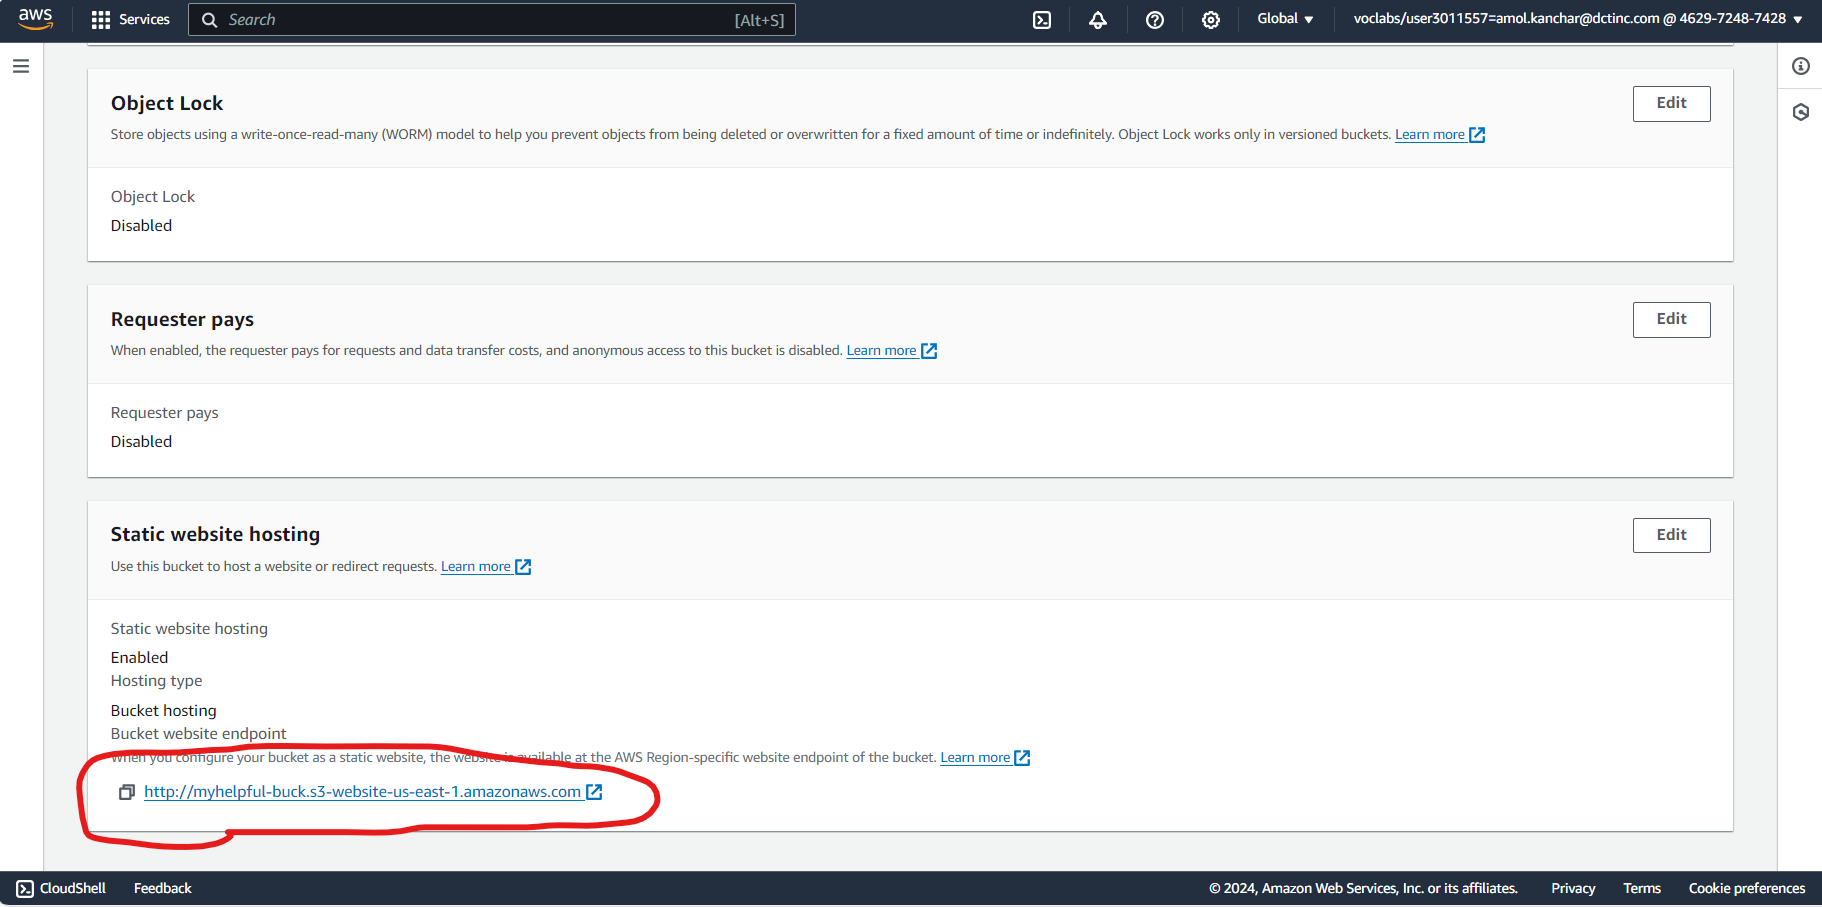 aws
Services
Search
[Alt+S]
Global
voclabs/user3011557=amol.kanchar@dctinc.com @ 4629-7248-7428
Object Lock
Edit
Store objects using a write-once-read-many (WORM) model to help you prevent objects from being deleted or overwritten for a fixed amount of time or indefinitely. Object Lock works only in versioned buckets. Learn more
Object Lock
Disabled
Requester pays
Edit
When enabled, the requester pays for requests and data transfer costs, and anonymous access to this bucket is disabled. Learn more
Requester pays
Disabled
Static website hosting
Edit
Use this bucket to host a website or redirect requests. Learn more
Static website hosting
Enabled
Hosting type
Bucket hosting
Bucket website endpoint
When you configure your bucket as a static website, the website is available at the AWS Region-specific website endpoint of the bucket. Learn more
http://myhelpful-buck.s3-website-us-east-1.amazonaws.com
CloudShell
Feedback
© 2024, Amazon Web Services, Inc. or its affiliates.
Privacy
Terms
Cookie preferences